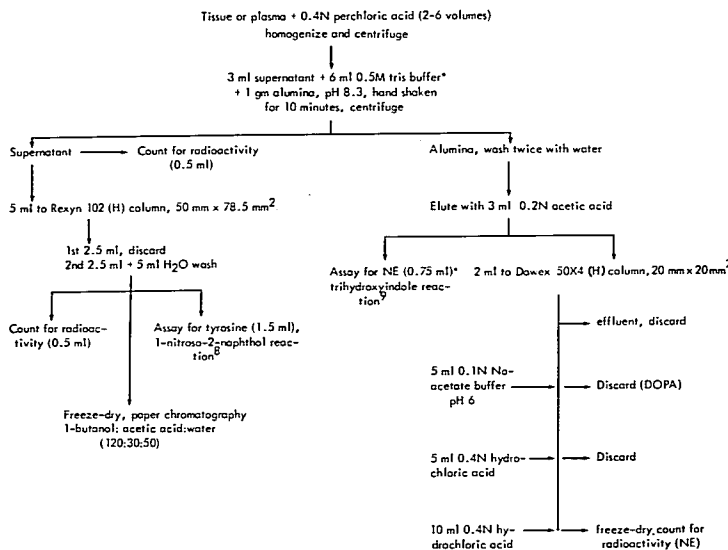 Tissue or plasma + 0.4N perchloric acid (2-6 volumes)
homogenize and centrifuge
3 ml supernatant + 6 ml 0.5M tris buffer*
+ 1 gm alumina, pH 8.3, hand shaken
for 10 minutes, centrifuge
Supernatant
Count for radioactivity
(0.5 ml)
5 ml to Rexyn 102 (H) column, 50 mm x 78.5 mm2
1st 2.5 ml, discard
2nd 2.5 ml + 5 ml H2O wash
Count for radioac-
tivity (0.5 ml)
Assay for tyrosine (1.5 ml),
1-nitroso-2-naphthol reac-
tion8
Freeze-dry, paper chromatography
1-butanol: acetic acid:water
(120:30:50)
Alumina, wash twice with water
Elute with 3 ml 0.2N acetic acid
Assay for NE (0.75 ml)*
trihydroxyindole reac-
tion9
2 ml to Dowex 50X4 (H) column, 20 mm x 20mm2
effluent, discard
5 ml 0.1N Na-
acetate buffer
pH 6
Discard (DOPA)
5 ml 0.4N hydro-
chloric acid
Discard
10 ml 0.4N hy-
drochloric acid
freeze-dry, count for
radioactivity (NE)